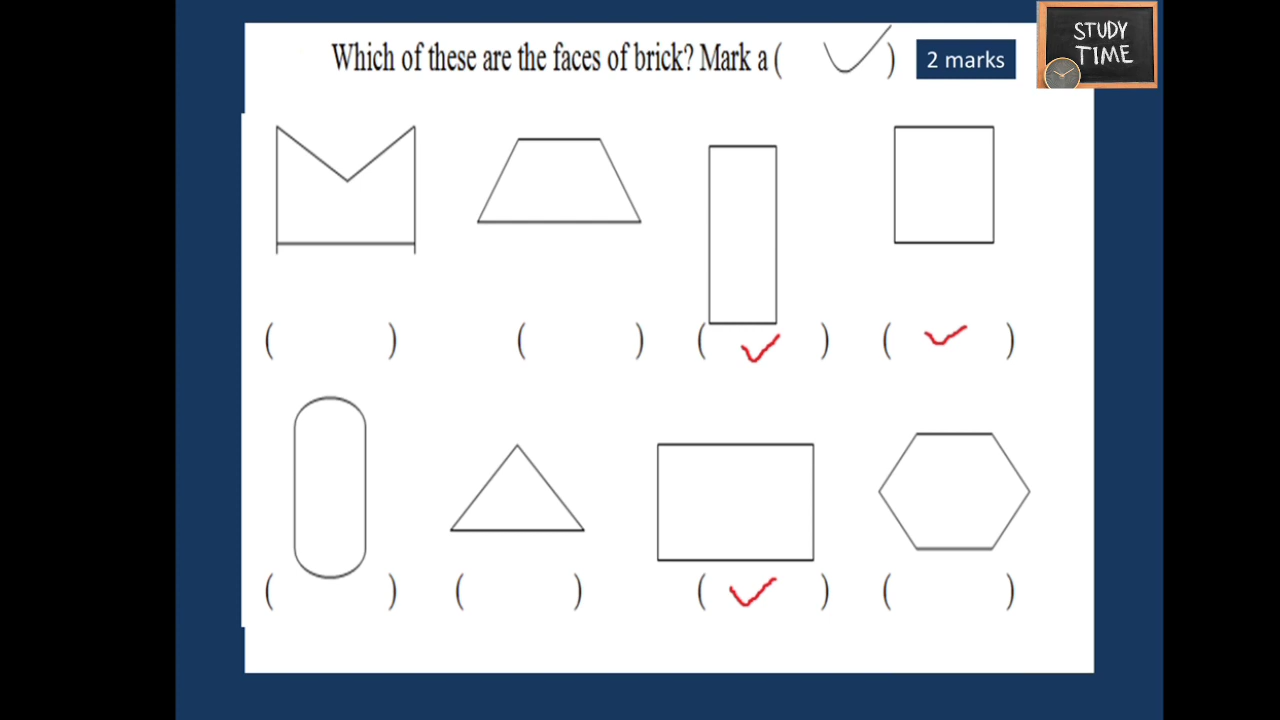 Which of these are the faces of brick? Mark a ( ✓ )
2 marks
STUDY
TIME
( ) ( ) ( ✓ ) ( ✓ )
( ) ( ) ( ✓ ) ( )